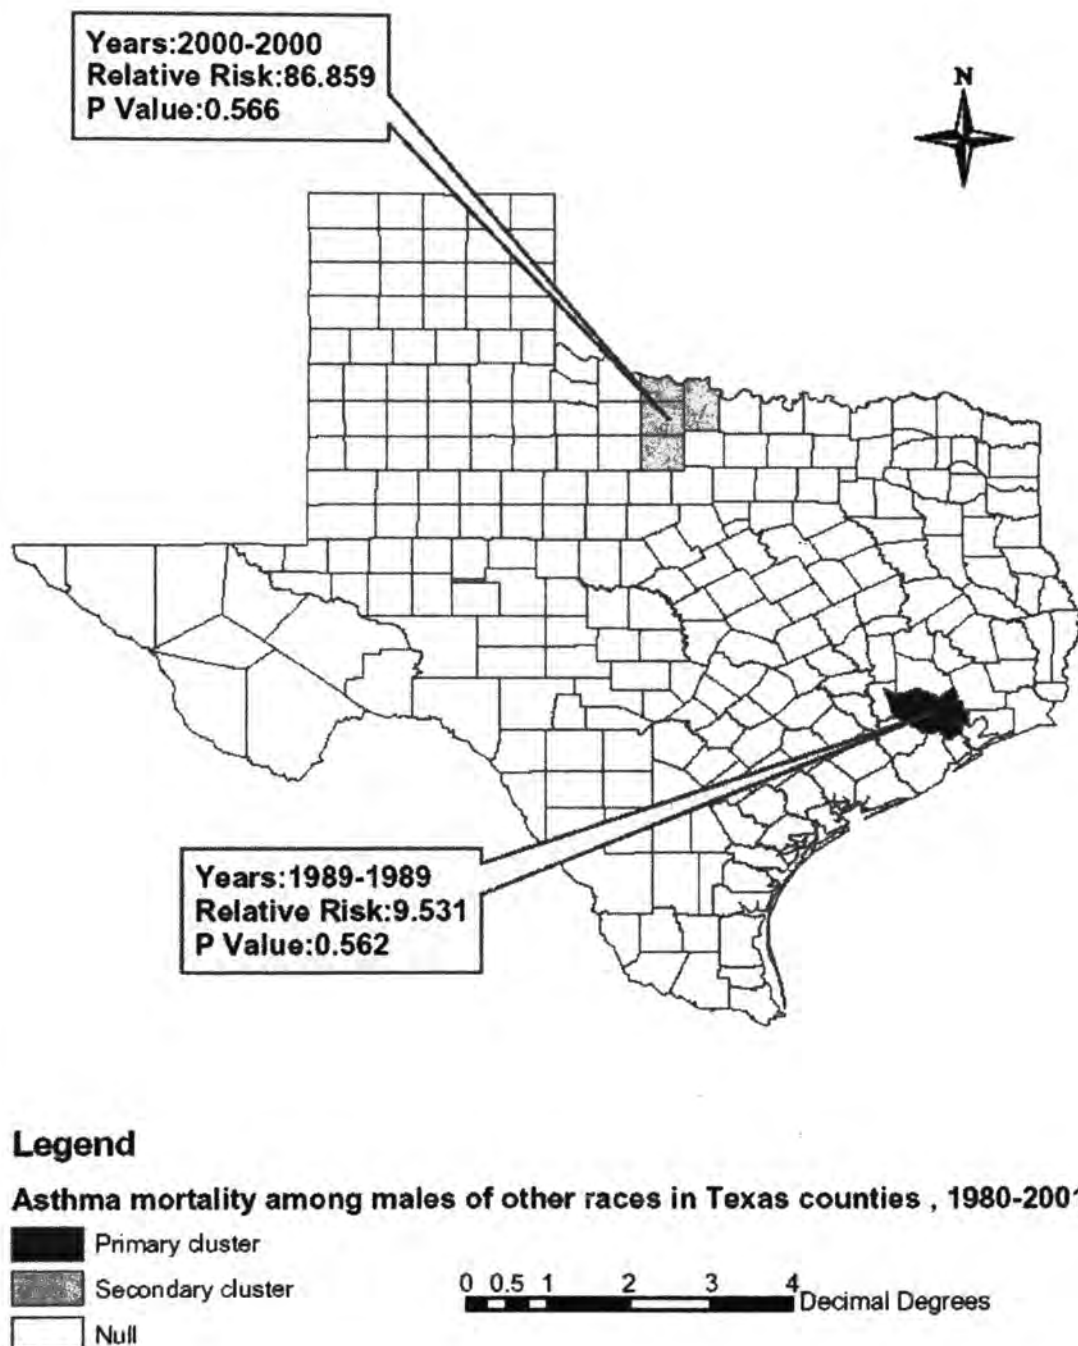 Years:2000-2000
Relative Risk:86.859
P Value:0.566
N
Years:1989-1989
Relative Risk:9.531
P Value:0.562
Legend
Asthma mortality among males of other races in Texas counties , 1980-2001
Primary cluster
Secondary cluster
Null
0 0.5 1 2 3 4
Decimal Degrees